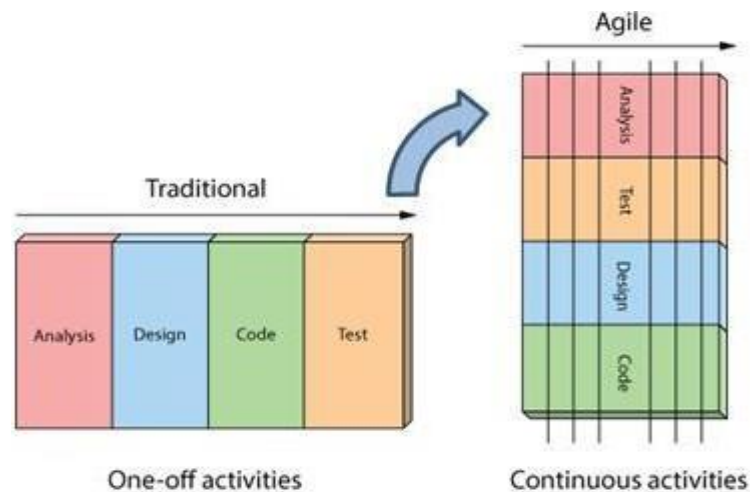 Agile
Analysis
Test
Design
Code
Traditional
Analysis Design Code Test
One-off activities
Continuous activities